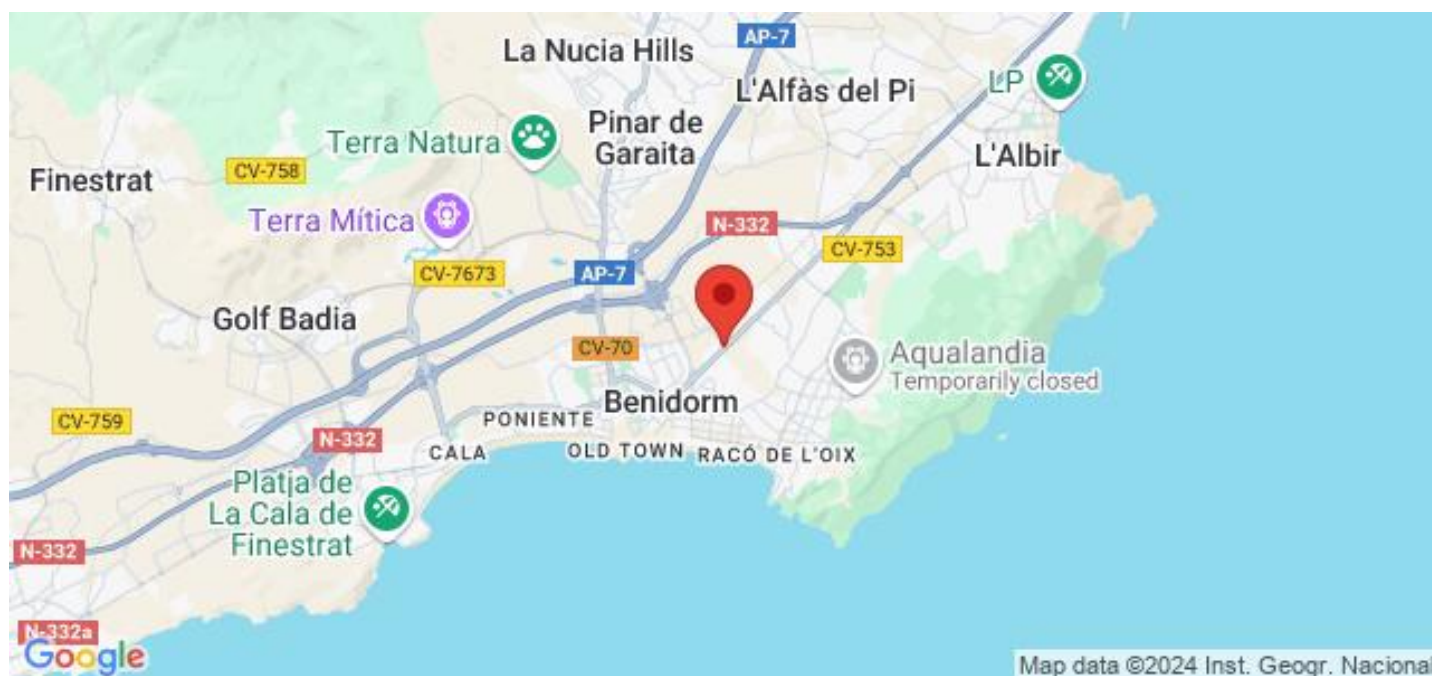 AP-7
La Nucia Hills
LP
L'Alfàs del Pi
Terra Natura
Pinar de
Garaita
L'Albir
CV-758
Finestrat
Terra Mítica
N-332
CV-753
CV-7673
AP-7
Golf Badia
CV-70
Aqualandia
Temporarily closed
Benidorm
CV-759
PONIENTE
N-332
CALA
OLD TOWN
RACÓ DE L'OIX
Platja de
La Cala de
Finestrat
N-332
N-332a
Google
Map data ©2024 Inst. Geogr. Nacional